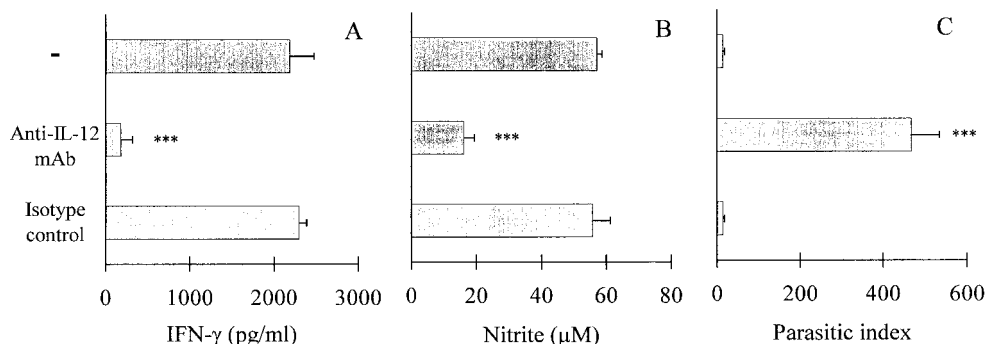 A
B
C
-
Anti-IL-12
mAb
Isotype
control
***
***
***
0
1000
2000
3000
0
20
40
60
80
0
200
400
600
IFN-γ (pg/ml)
Nitrite (µM)
Parasitic index